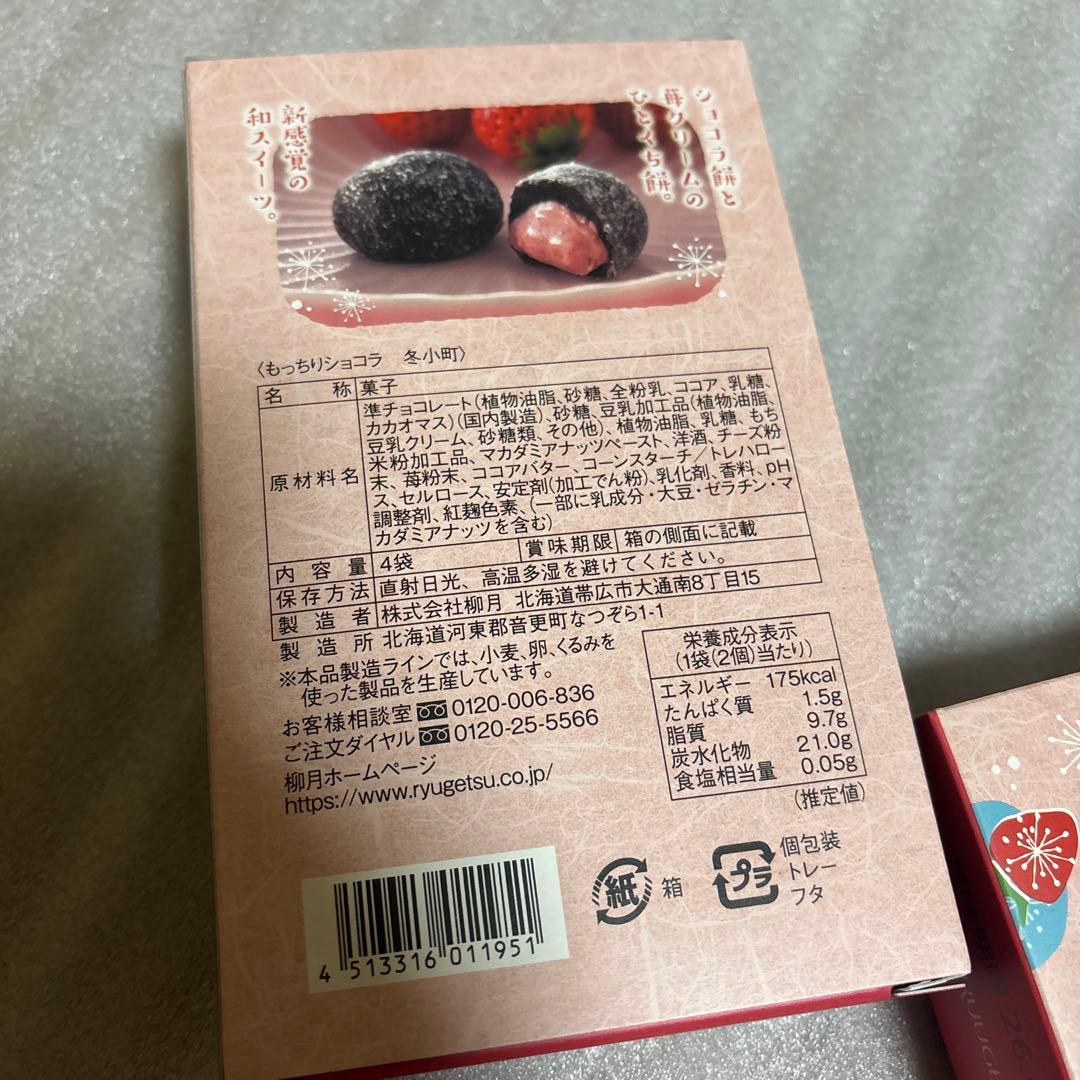 ショコラ餅と
苺クリームの
ひとくち餅。
新感覚の
和スイーツ。
〈もっちりショコラ 冬小町〉
名称 菓子
原材料名 準チョコレート(植物油脂、砂糖、全粉乳、ココア、乳糖、
カカオマス)(国内製造)、砂糖、豆乳加工品(植物油脂、
豆乳クリーム、砂糖類、その他)、植物油脂、乳糖、もち
米粉加工品、マカダミアナッツペースト、洋酒、チーズ粉
末、苺粉末、ココアバター、コーンスターチ/トレハロー
ス、セルロース、安定剤(加工でん粉)、乳化剤、香料、pH
調整剤、紅麹色素、(一部に乳成分・大豆・ゼラチン・マ
カダミアナッツを含む)
内容量 4袋 賞味期限 箱の側面に記載
保存方法 直射日光、高温多湿を避けてください。
製造者 株式会社柳月 北海道帯広市大通南8丁目15
製造所 北海道河東郡音更町なつぞら1-1
※本品製造ラインでは、小麦、卵、くるみを
使った製品を生産しています。
お客様相談室 0120-006-836
ご注文ダイヤル 0120-25-5566
柳月ホームページ
https://www.ryugetsu.co.jp/
栄養成分表示
(1袋(2個)当たり)
エネルギー 175kcal
たんぱく質 1.5g
脂質 9.7g
炭水化物 21.0g
食塩相当量 0.05g
(推定値)
紙 箱
プラ 個包装
トレー
フタ
4 513316 011951
26